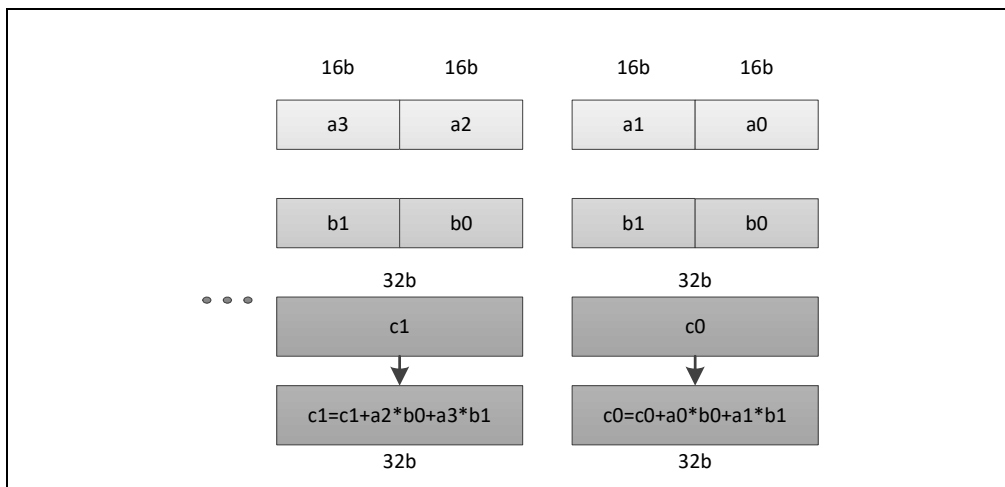 16b 16b 16b 16b
a3 a2 a1 a0
b1 b0 b1 b0
32b 32b
c1 c0
c1=c1+a2*b0+a3*b1 c0=c0+a0*b0+a1*b1
32b 32b